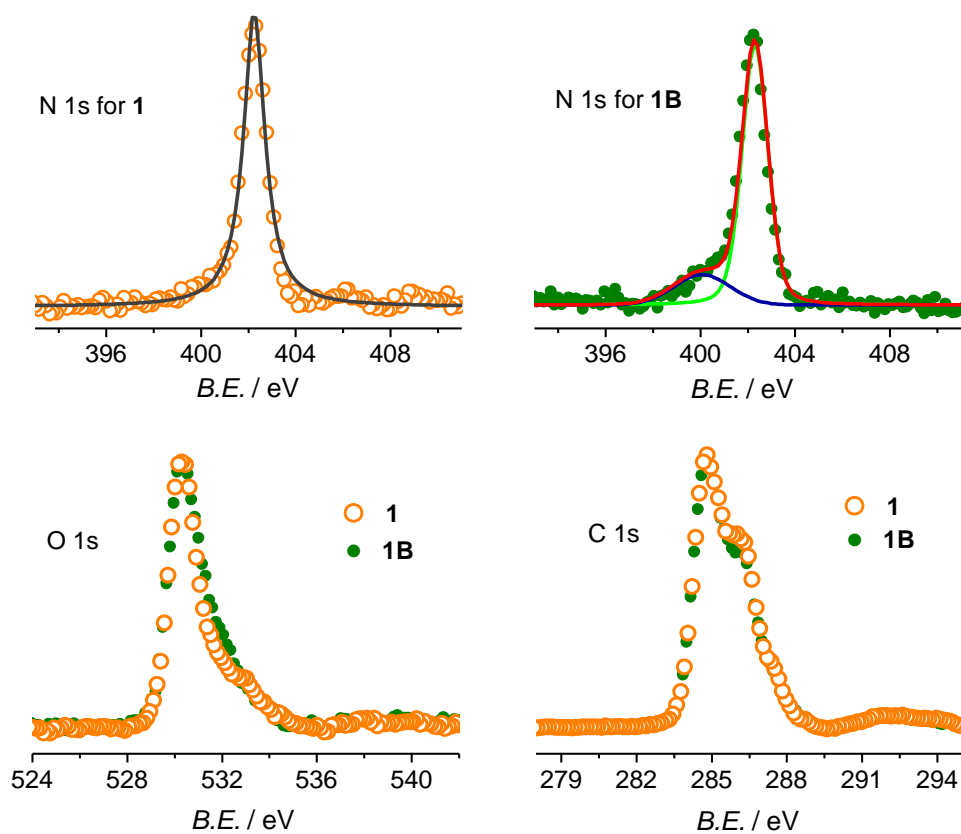 N 1s for 1
396 400 404 408
B.E. / eV
N 1s for 1B
396 400 404 408
B.E. / eV
O 1s
1
1B
524 528 532 536 540
B.E. / eV
C 1s
1
1B
279 282 285 288 291 294
B.E. / eV